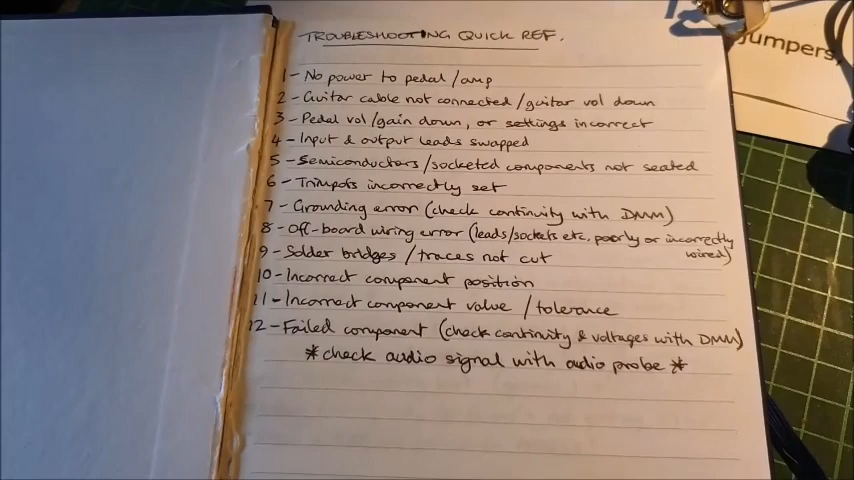 TROUBLESHOOTING QUICK REF.
1 - No power to pedal/amp
2 - Guitar cable not connected/guitar vol down
3 - Pedal vol/gain down, or settings incorrect
4 - Input & output leads swapped
5 - Semiconductors/socketed components not seated
6 - Trimpots incorrectly set
7 - Grounding error (check continuity with DMM)
8 - Off-board wiring error (leads/sockets etc, poorly or incorrectly
wired)
9 - Solder bridges/traces not cut
10 - Incorrect component position
11 - Incorrect component value/tolerance
12 - Failed component (check continuity & voltages with DMM)
*check audio signal with audio probe*
jumpers,